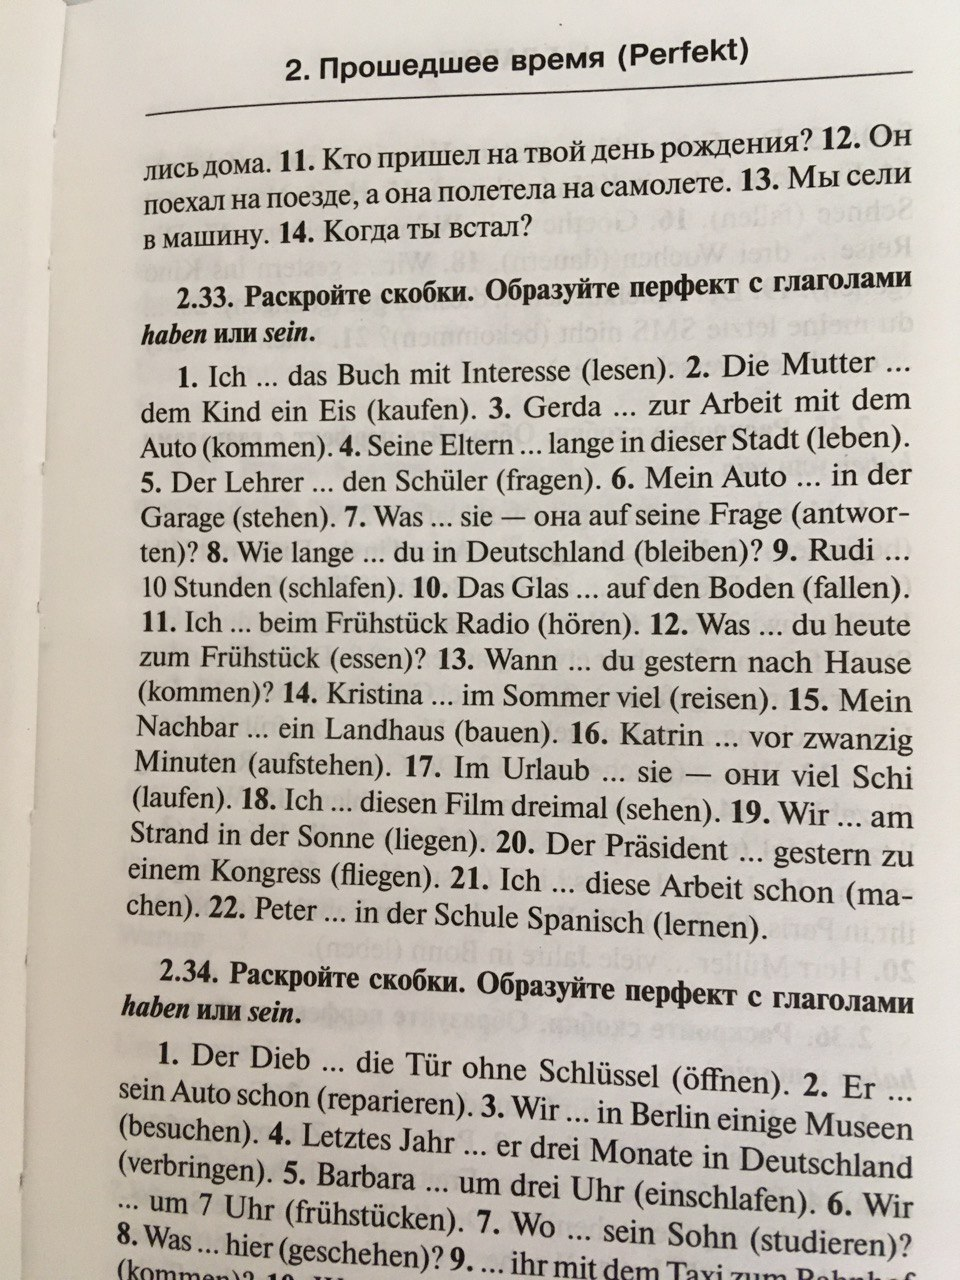 2. Прошедшее время (Perfekt)
лись дома. 11. Кто пришел на твой день рождения? 12. Он
поехал на поезде, а она полетела на самолете. 13. Мы сели
в машину. 14. Когда ты встал?
2.33. Раскройте скобки. Образуйте перфект с глаголами
haben или sein.
1. Ich ... das Buch mit Interesse (lesen). 2. Die Mutter ...
dem Kind ein Eis (kaufen). 3. Gerda ... zur Arbeit mit dem
Auto (kommen). 4. Seine Eltern ... lange in dieser Stadt (leben).
5. Der Lehrer ... den Schüler (fragen). 6. Mein Auto ... in der
Garage (stehen). 7. Was ... sie — она auf seine Frage (antwor-
ten)? 8. Wie lange ... du in Deutschland (bleiben)? 9. Rudi ...
10 Stunden (schlafen). 10. Das Glas ... auf den Boden (fallen).
11. Ich ... beim Frühstück Radio (hören). 12. Was ... du heute
zum Frühstück (essen)? 13. Wann ... du gestern nach Hause
(kommen)? 14. Kristina ... im Sommer viel (reisen). 15. Mein
Nachbar ... ein Landhaus (bauen). 16. Katrin ... vor zwanzig
Minuten (aufstehen). 17. Im Urlaub ... sie — они viel Schi
(laufen). 18. Ich ... diesen Film dreimal (sehen). 19. Wir ... am
Strand in der Sonne (liegen). 20. Der Präsident ... gestern zu
einem Kongress (fliegen). 21. Ich ... diese Arbeit schon (ma-
chen). 22. Peter ... in der Schule Spanisch (lernen).
2.34. Раскройте скобки. Образуйте перфект с глаголами
haben или sein.
1. Der Dieb ... die Tür ohne Schlüssel (öffnen). 2. Er ...
sein Auto schon (reparieren). 3. Wir ... in Berlin einige Museen
(besuchen). 4. Letztes Jahr ... er drei Monate in Deutschland
(verbringen). 5. Barbara ... um drei Uhr (einschlafen). 6. Wir
... um 7 Uhr (frühstücken). 7. Wo ... sein Sohn (studieren)?
8. Was ... hier (geschehen)? 9. ... ihr mit dem Taxi zum Bahnhof
(kommen)? 10.